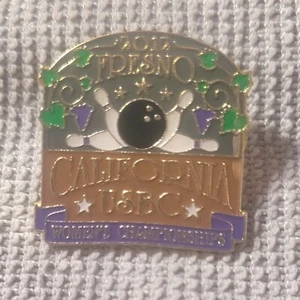 2012
FRESNO
CALIFORNIA
USBC
WOMEN'S CHAMPIONSHIPS